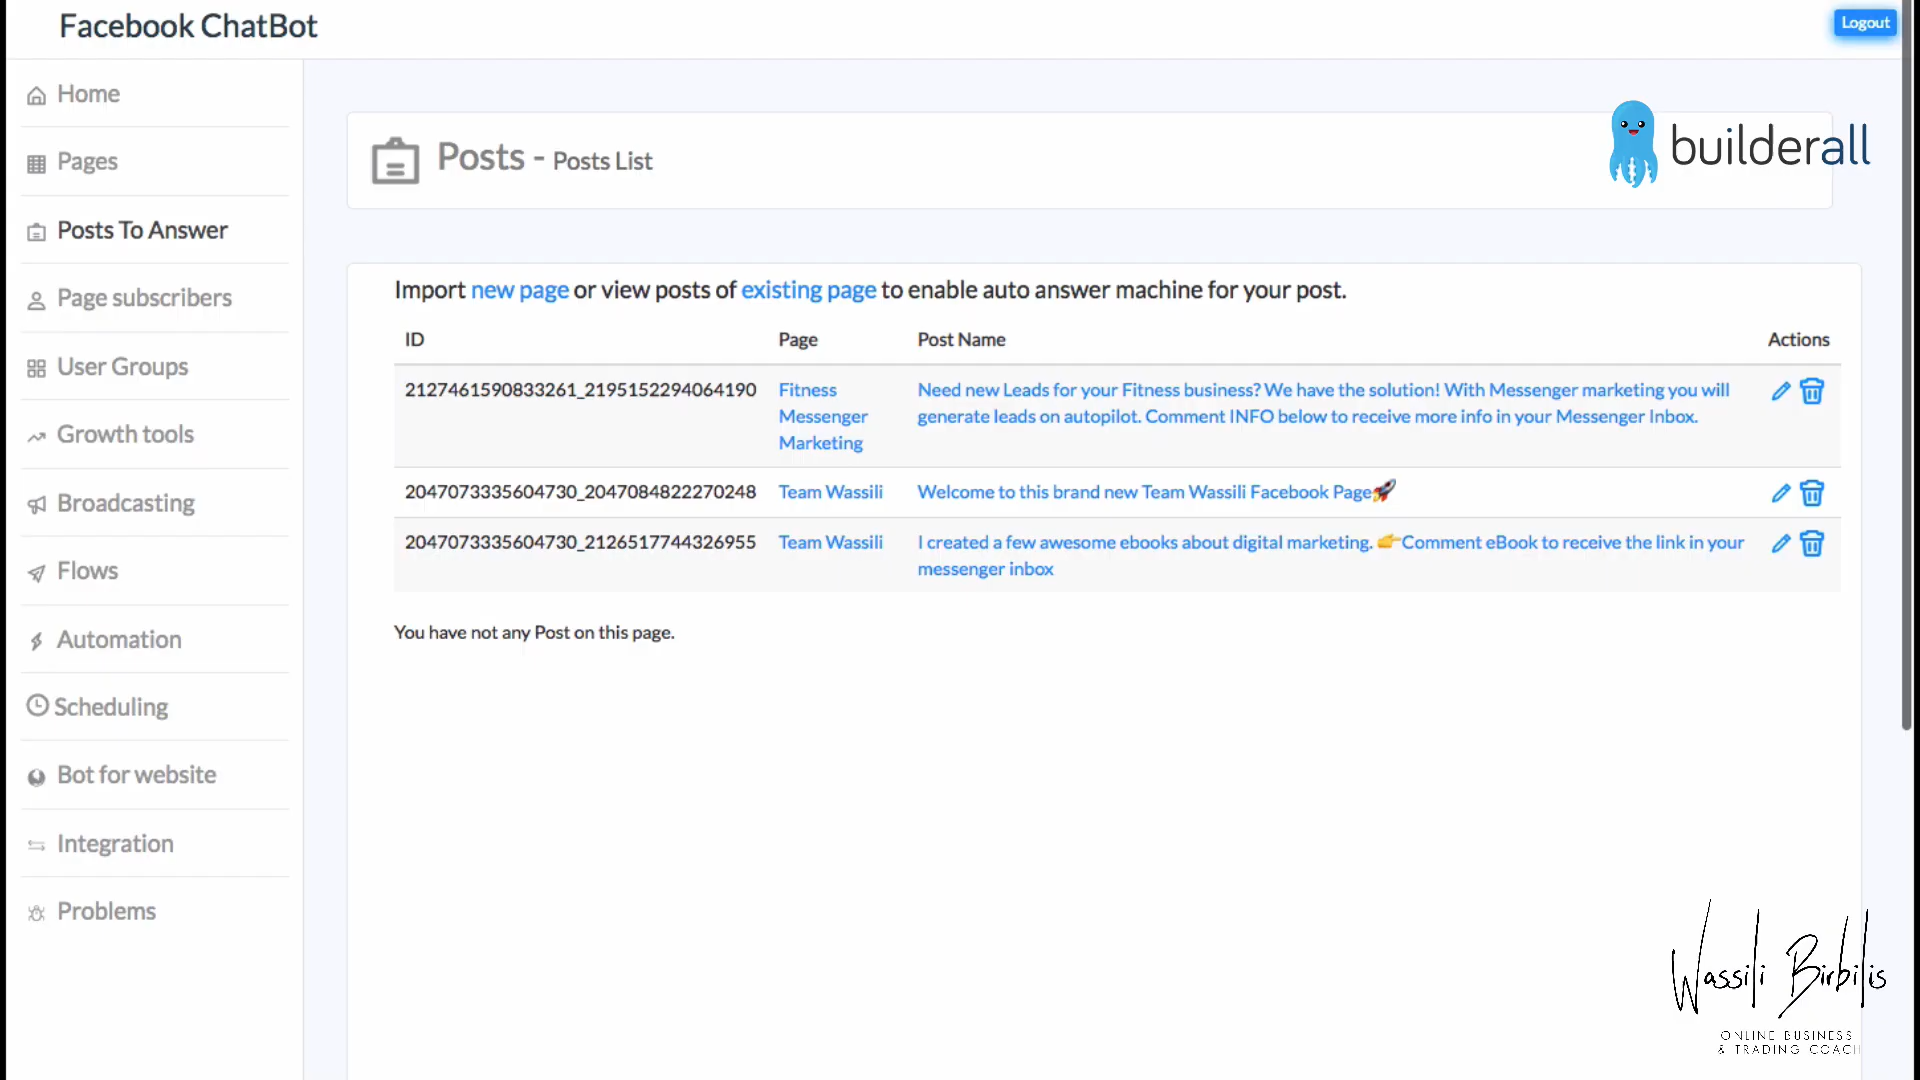 Facebook ChatBot
Logout
Home
Pages
Posts To Answer
Page subscribers
User Groups
Growth tools
Broadcasting
Flows
Automation
Scheduling
Bot for website
Integration
Problems
Posts - Posts List
builderall
Import new page or view posts of existing page to enable auto answer machine for your post.
ID Page Post Name Actions
2127461590833261_2195152294064190 Fitness Messenger Marketing
Need new Leads for your Fitness business? We have the solution! With Messenger marketing you will
generate leads on autopilot. Comment INFO below to receive more info in your Messenger Inbox.
2047073335604730_2047084822270248 Team Wassili Welcome to this brand new Team Wassili Facebook Page🚀
2047073335604730_2126517744326955 Team Wassili I created a few awesome ebooks about digital marketing. 👉Comment eBook to receive the link in your
messenger inbox
You have not any Post on this page.
Wassili Birbilis
ONLINE BUSINESS
& TRADING COACH